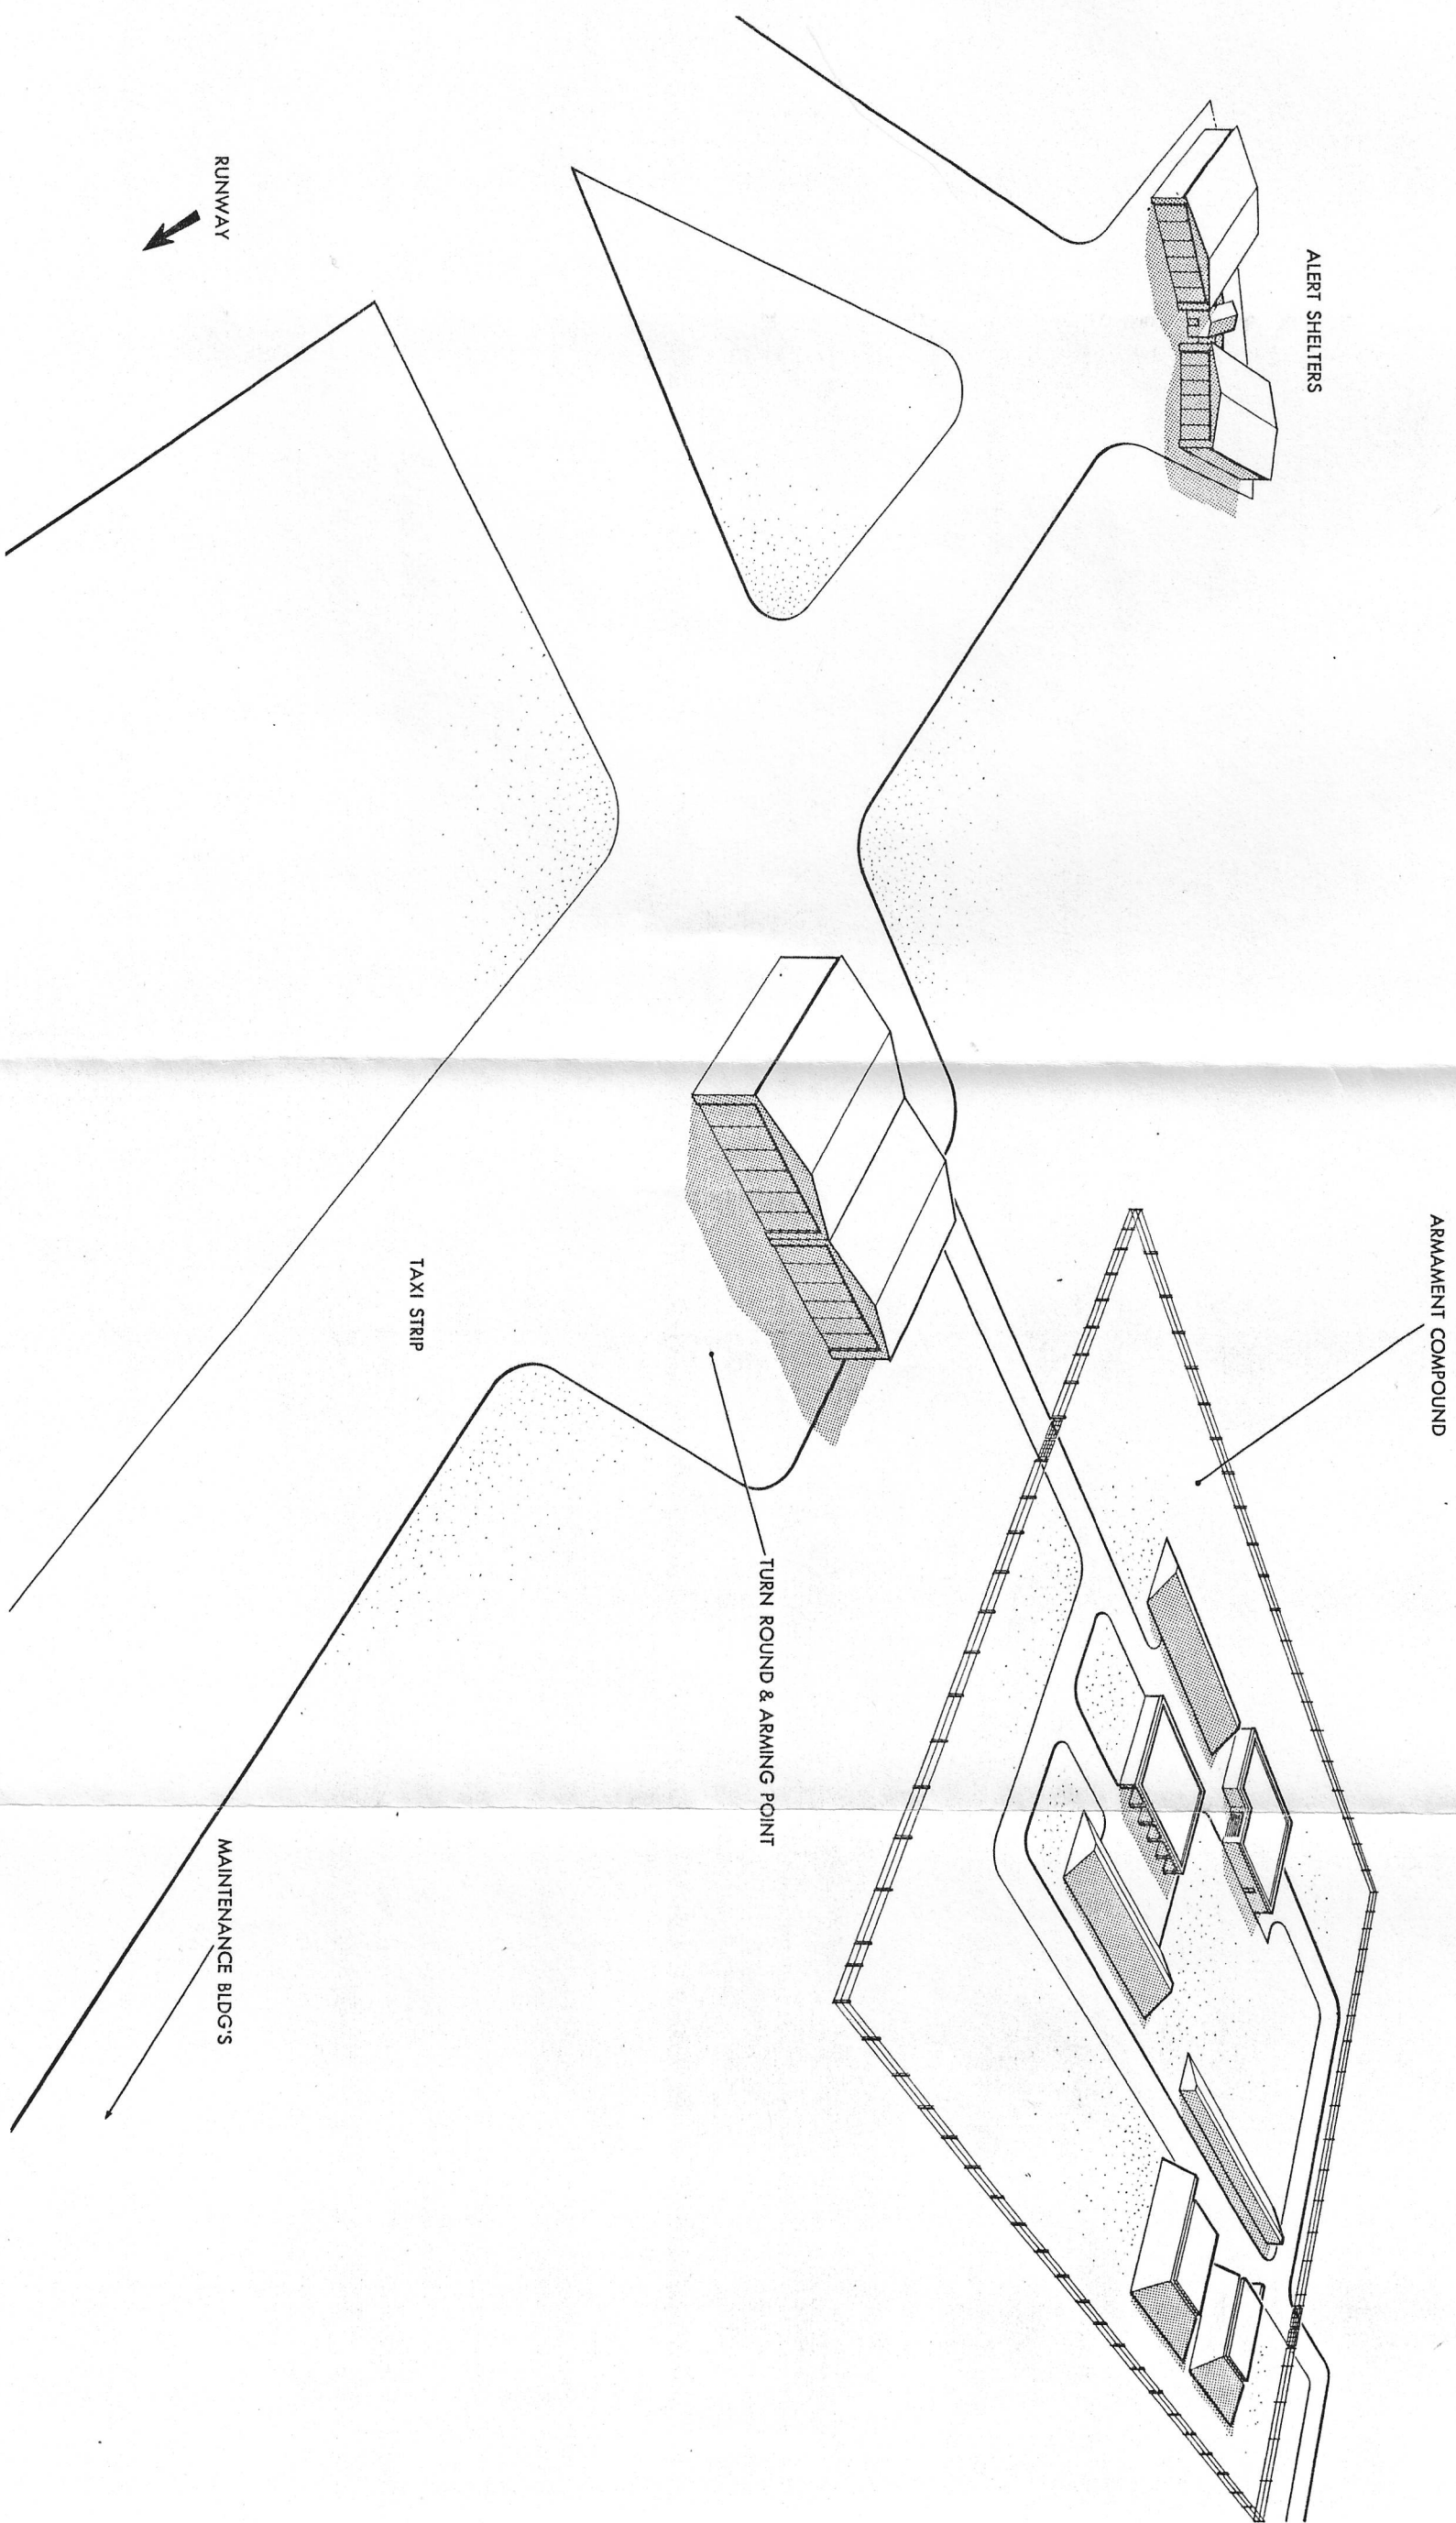 ARMAMENT COMPOUND
ALERT SHELTERS
TURN ROUND & ARMING POINT
TAXI STRIP
RUNWAY
MAINTENANCE BLDG'S